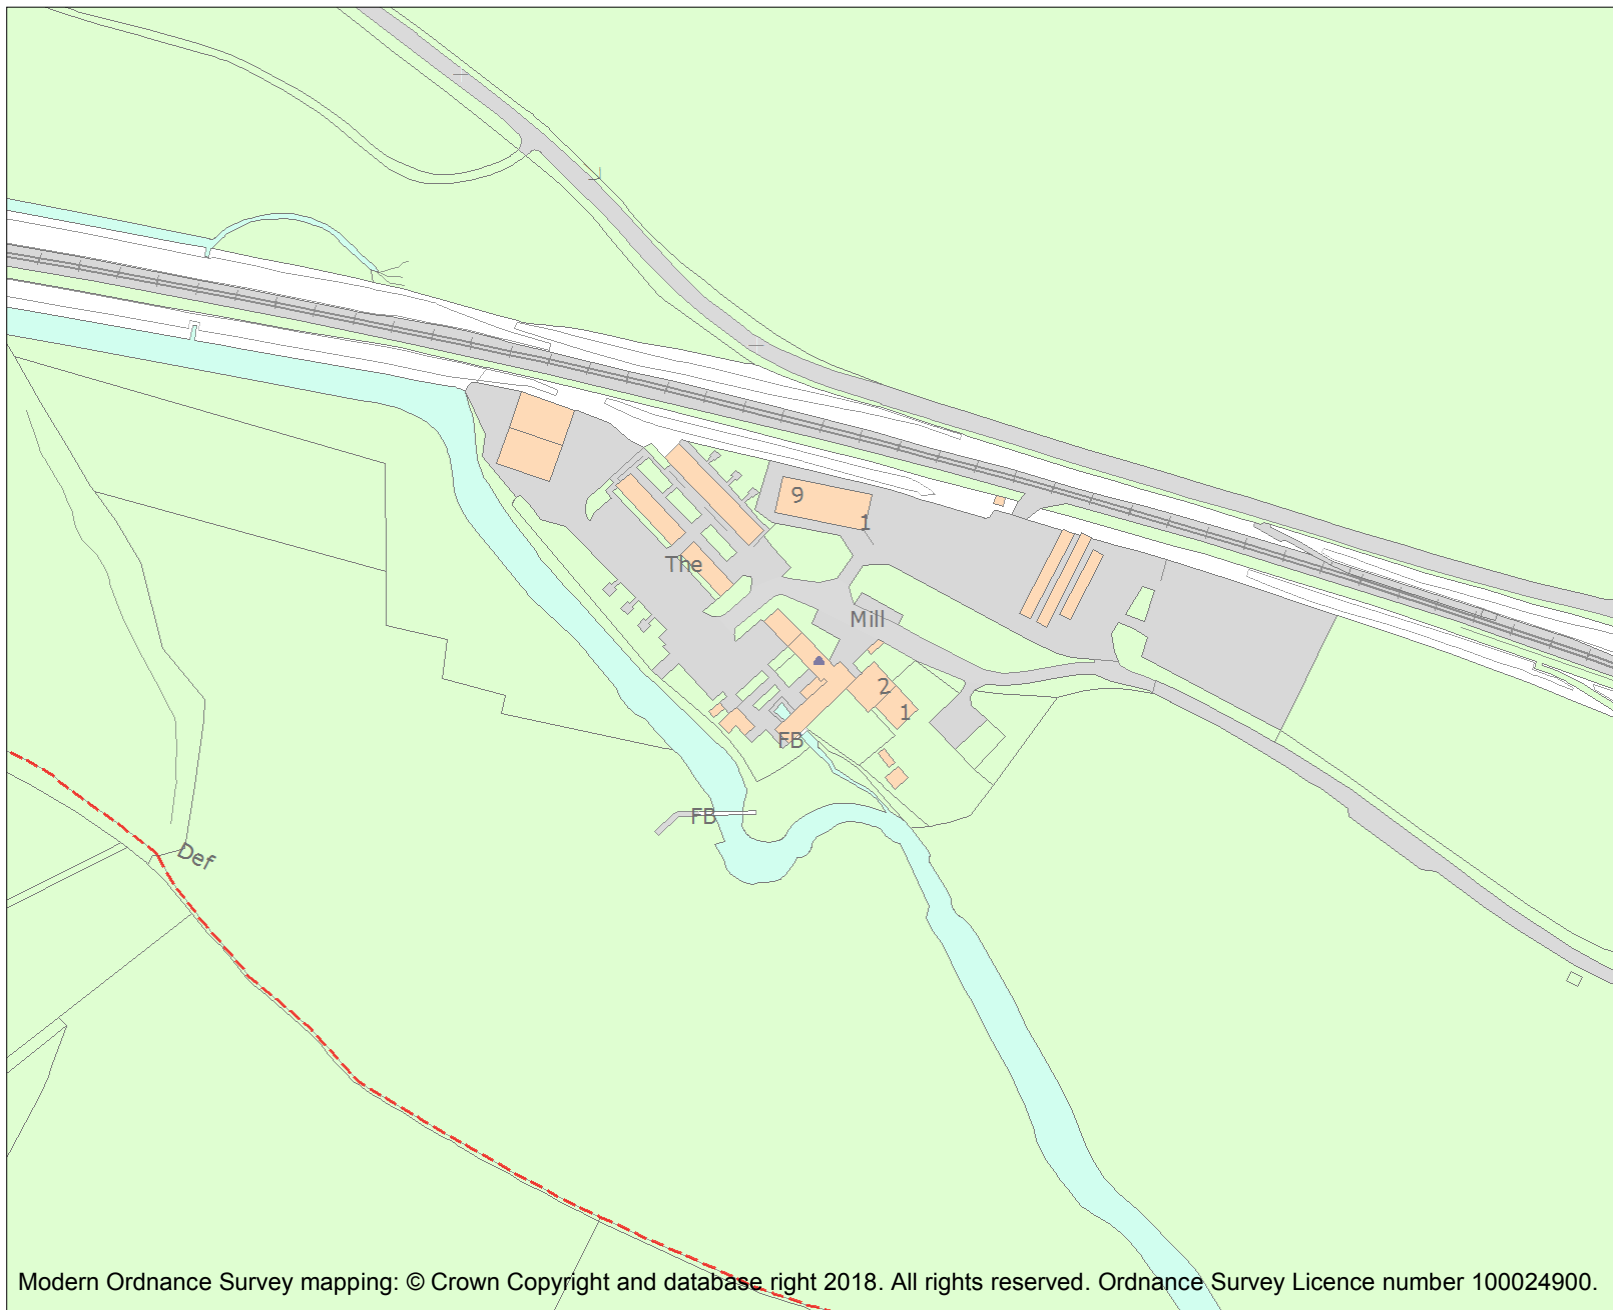 9
1
The
Mill
2
1
FB
FB
Def
Modern Ordnance Survey mapping: © Crown Copyright and database right 2018. All rights reserved. Ordnance Survey Licence number 100024900.